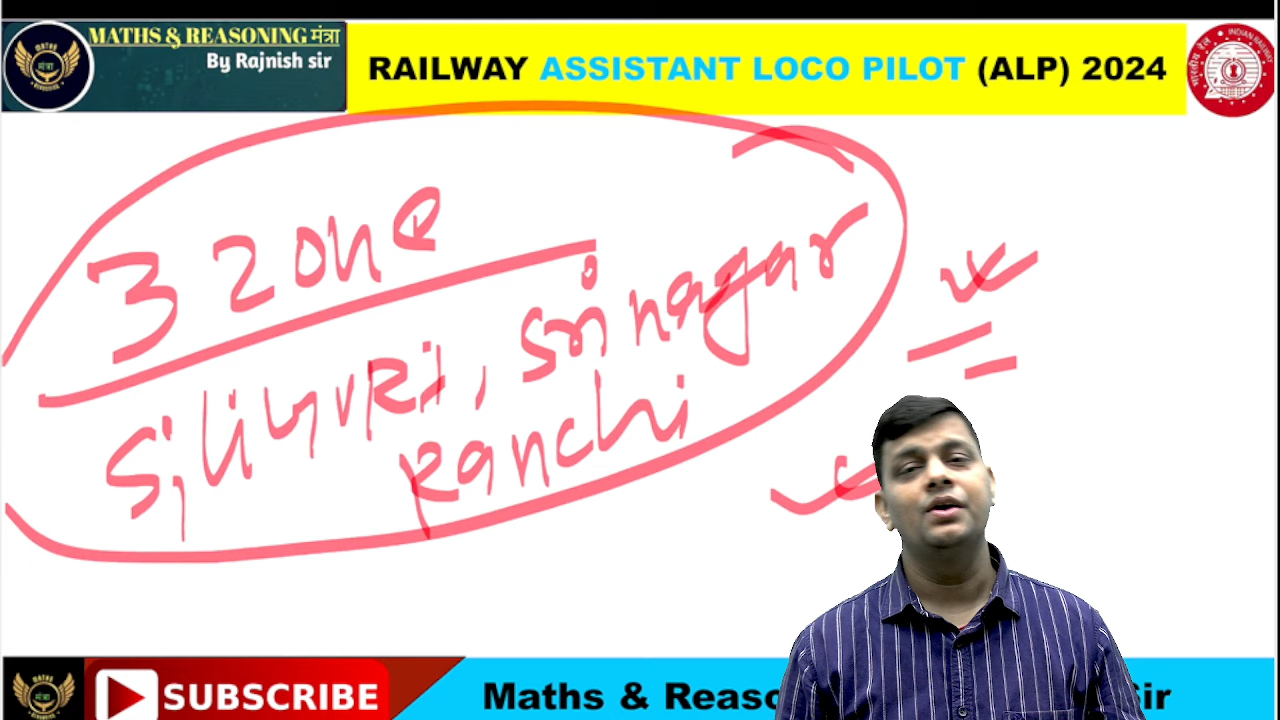 MATHS & REASONING मंत्रा
By Rajnish sir
RAILWAY ASSISTANT LOCO PILOT (ALP) 2024
3 zone
Siliguri, Srinagar
Ranchi
SUBSCRIBE
Maths & Reaso
Sir